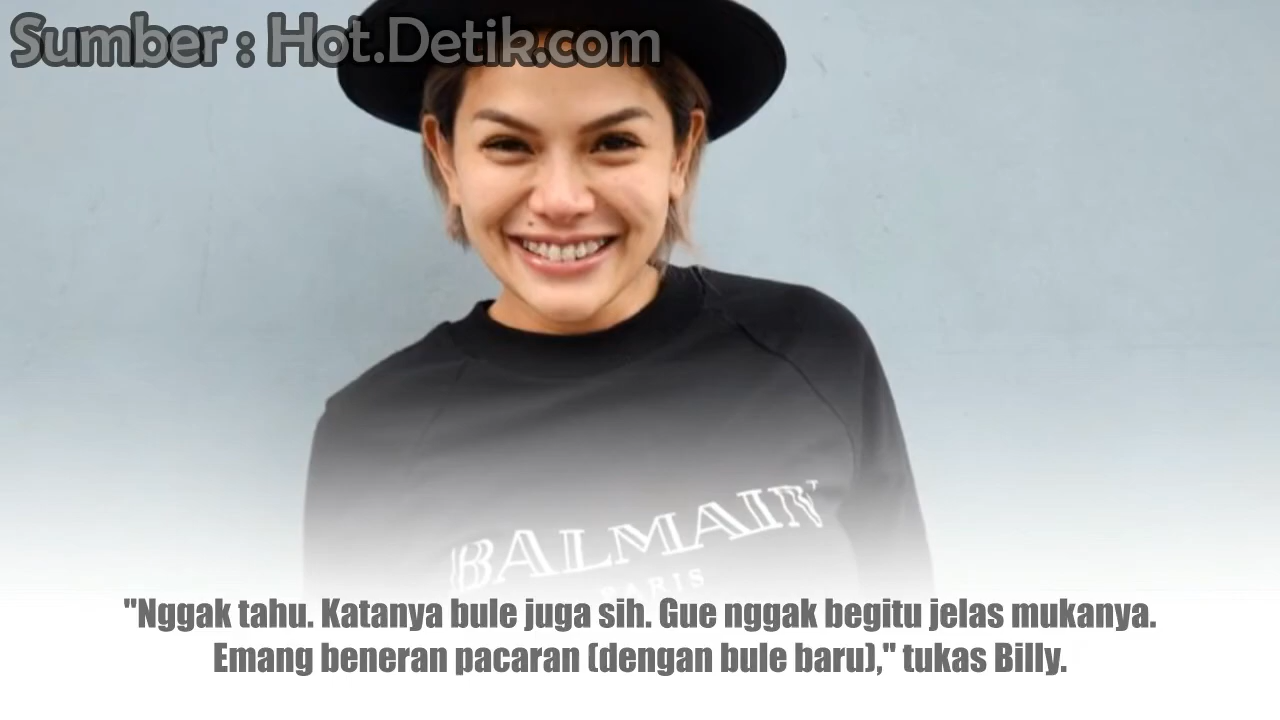 Sumber : Hot.Detik.com
BALMAIN
PARIS
"Nggak tahu. Katanya bule juga sih. Gue nggak begitu jelas mukanya.
Emang beneran pacaran (dengan bule baru)," tukas Billy.